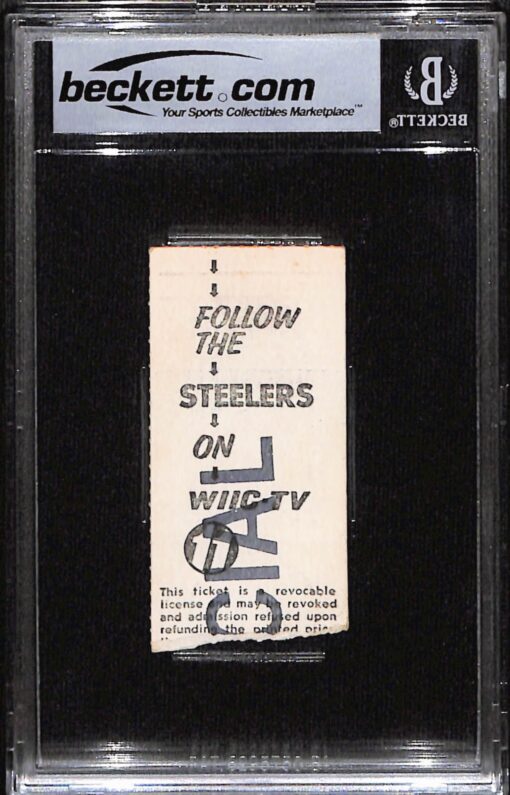 beckett.com
Your Sports Collectibles Marketplace™
B
BECKETT®
FOLLOW
THE
STEELERS
ON
WIIC-TV
11
CIAL
This ticket is a revocable
license and may be revoked
and admission refused upon
refunding the printed